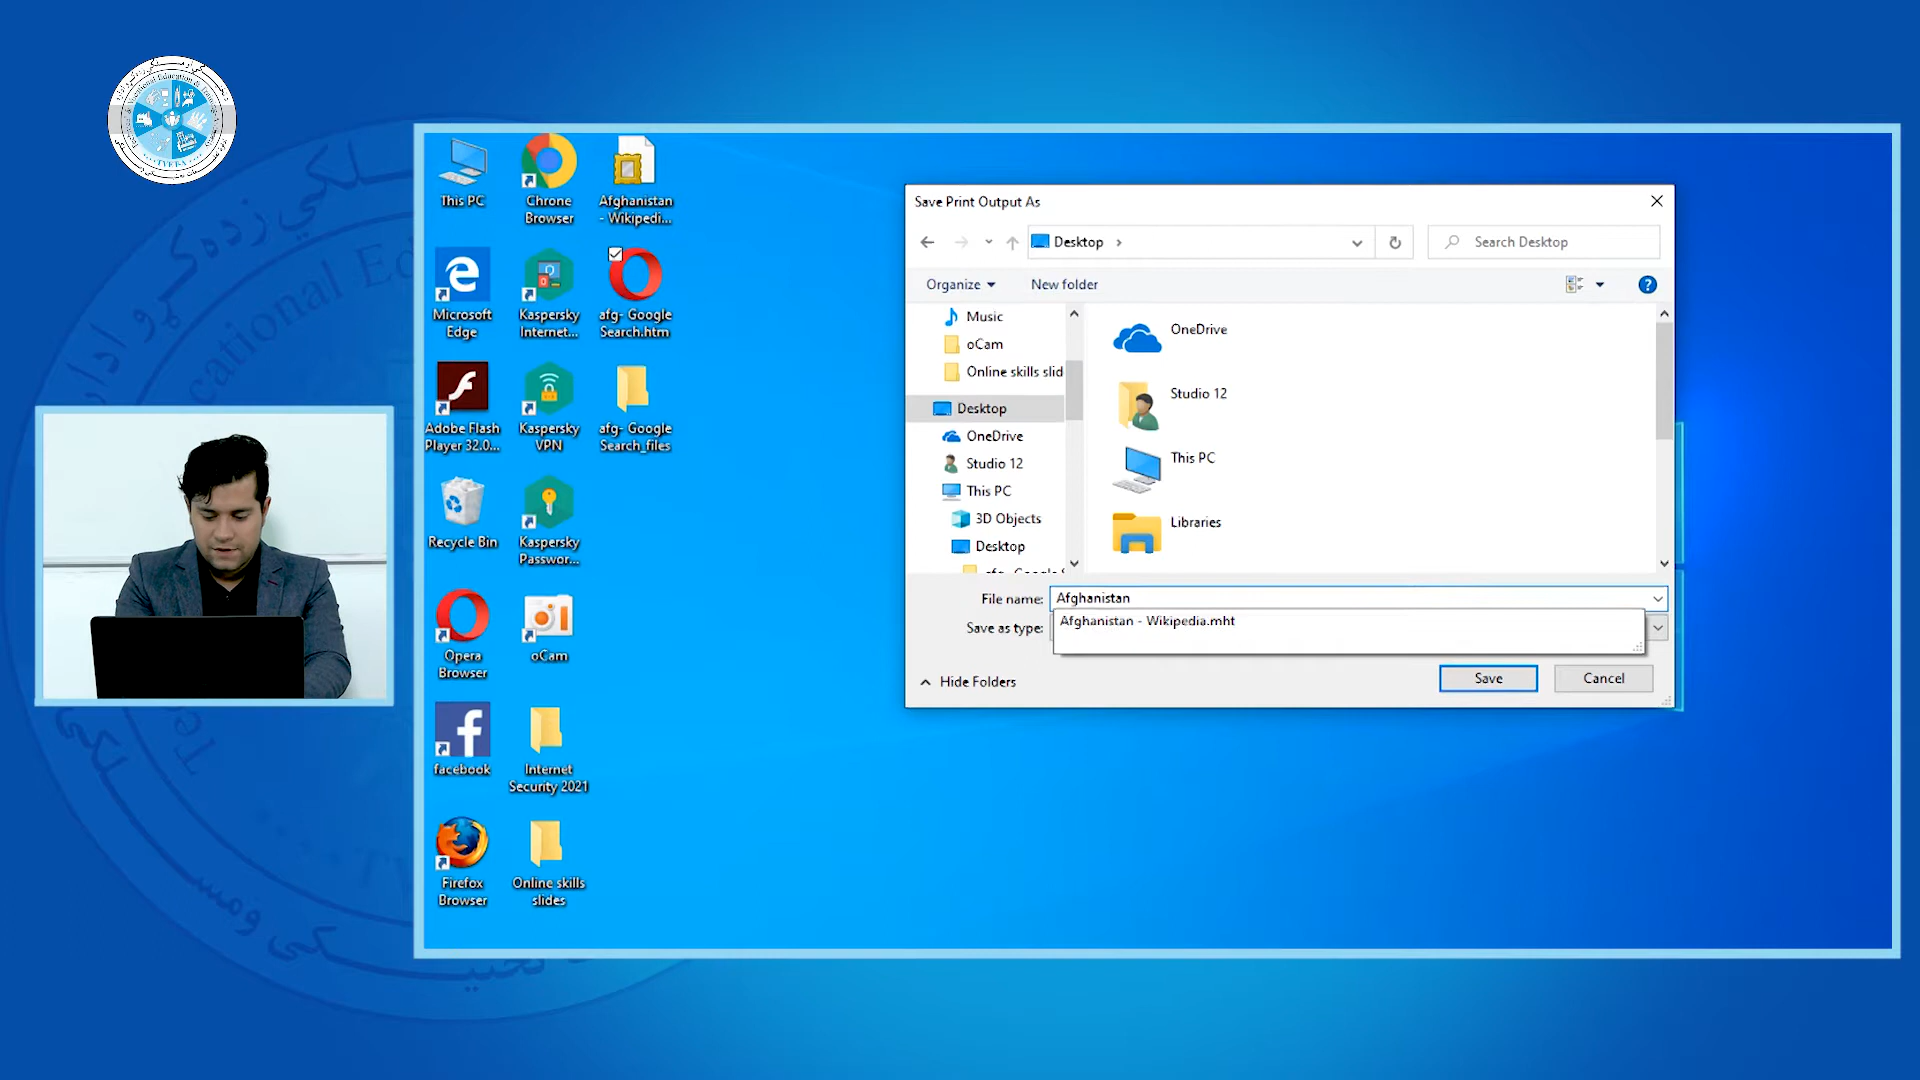 This PC
Chrone
Browser
Afghanistan
- Wikipedi...
Microsoft
Edge
Kaspersky
Internet...
afg- Google
Search.htm
Adobe Flash
Player 32.0...
Kaspersky
VPN
afg- Google
Search_files
Recycle Bin
Kaspersky
Passwor...
Opera
Browser
oCam
facebook
Internet
Security 2021
Firefox
Browser
Online skills
slides
Save Print Output As
Desktop
Search Desktop
Organize
New folder
Music
oCam
Online skills slid
Desktop
OneDrive
Studio 12
This PC
3D Objects
Desktop
OneDrive
Studio 12
This PC
Libraries
File name: Afghanistan
Afghanistan - Wikipedia.mht
Save as type:
Hide Folders
Save
Cancel